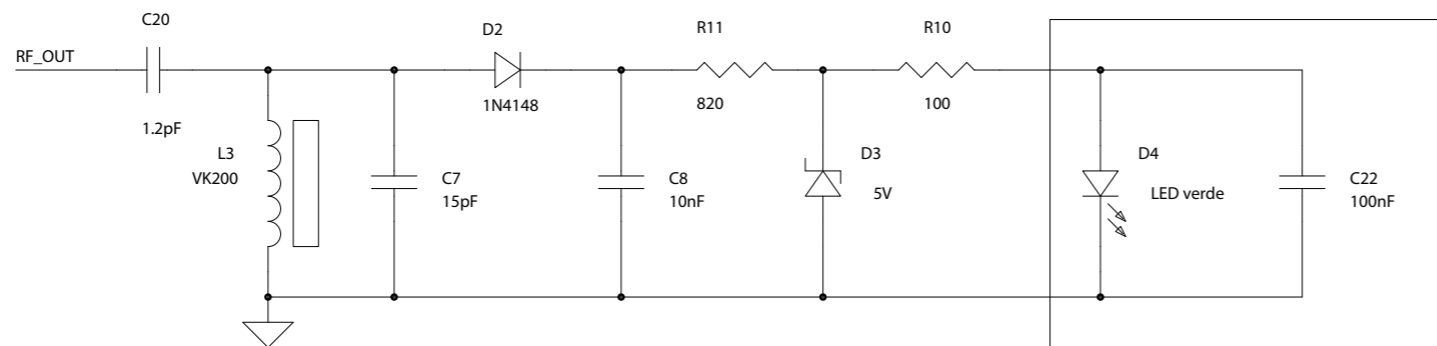 C20
D2
R11
R10
RF_OUT
1N4148
820
100
1.2pF
L3
VK200
C7
15pF
C8
10nF
D3
5V
D4
LED verde
C22
100nF